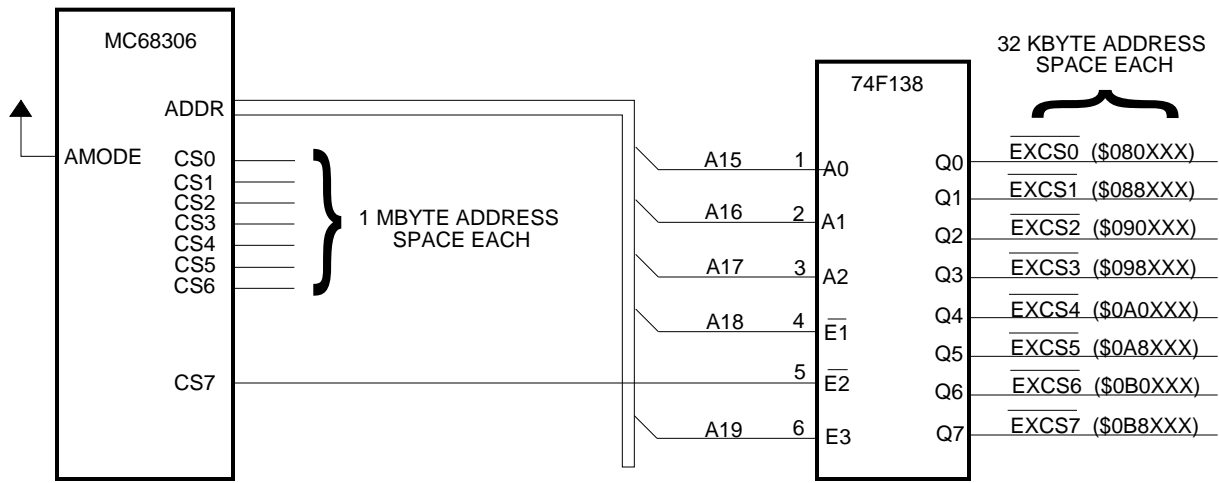 MC68306
ADDR
AMODE
CS0
CS1
CS2
CS3
CS4
CS5
CS6
CS7
1 MBYTE ADDRESS
SPACE EACH
A15 1
A16 2
A17 3
A18 4
5
A19 6
74F138
A0
A1
A2
E1
E2
E3
Q0
Q1
Q2
Q3
Q4
Q5
Q6
Q7
32 KBYTE ADDRESS
SPACE EACH
EXCS0 ($080XXX)
EXCS1 ($088XXX)
EXCS2 ($090XXX)
EXCS3 ($098XXX)
EXCS4 ($0A0XXX)
EXCS5 ($0A8XXX)
EXCS6 ($0B0XXX)
EXCS7 ($0B8XXX)